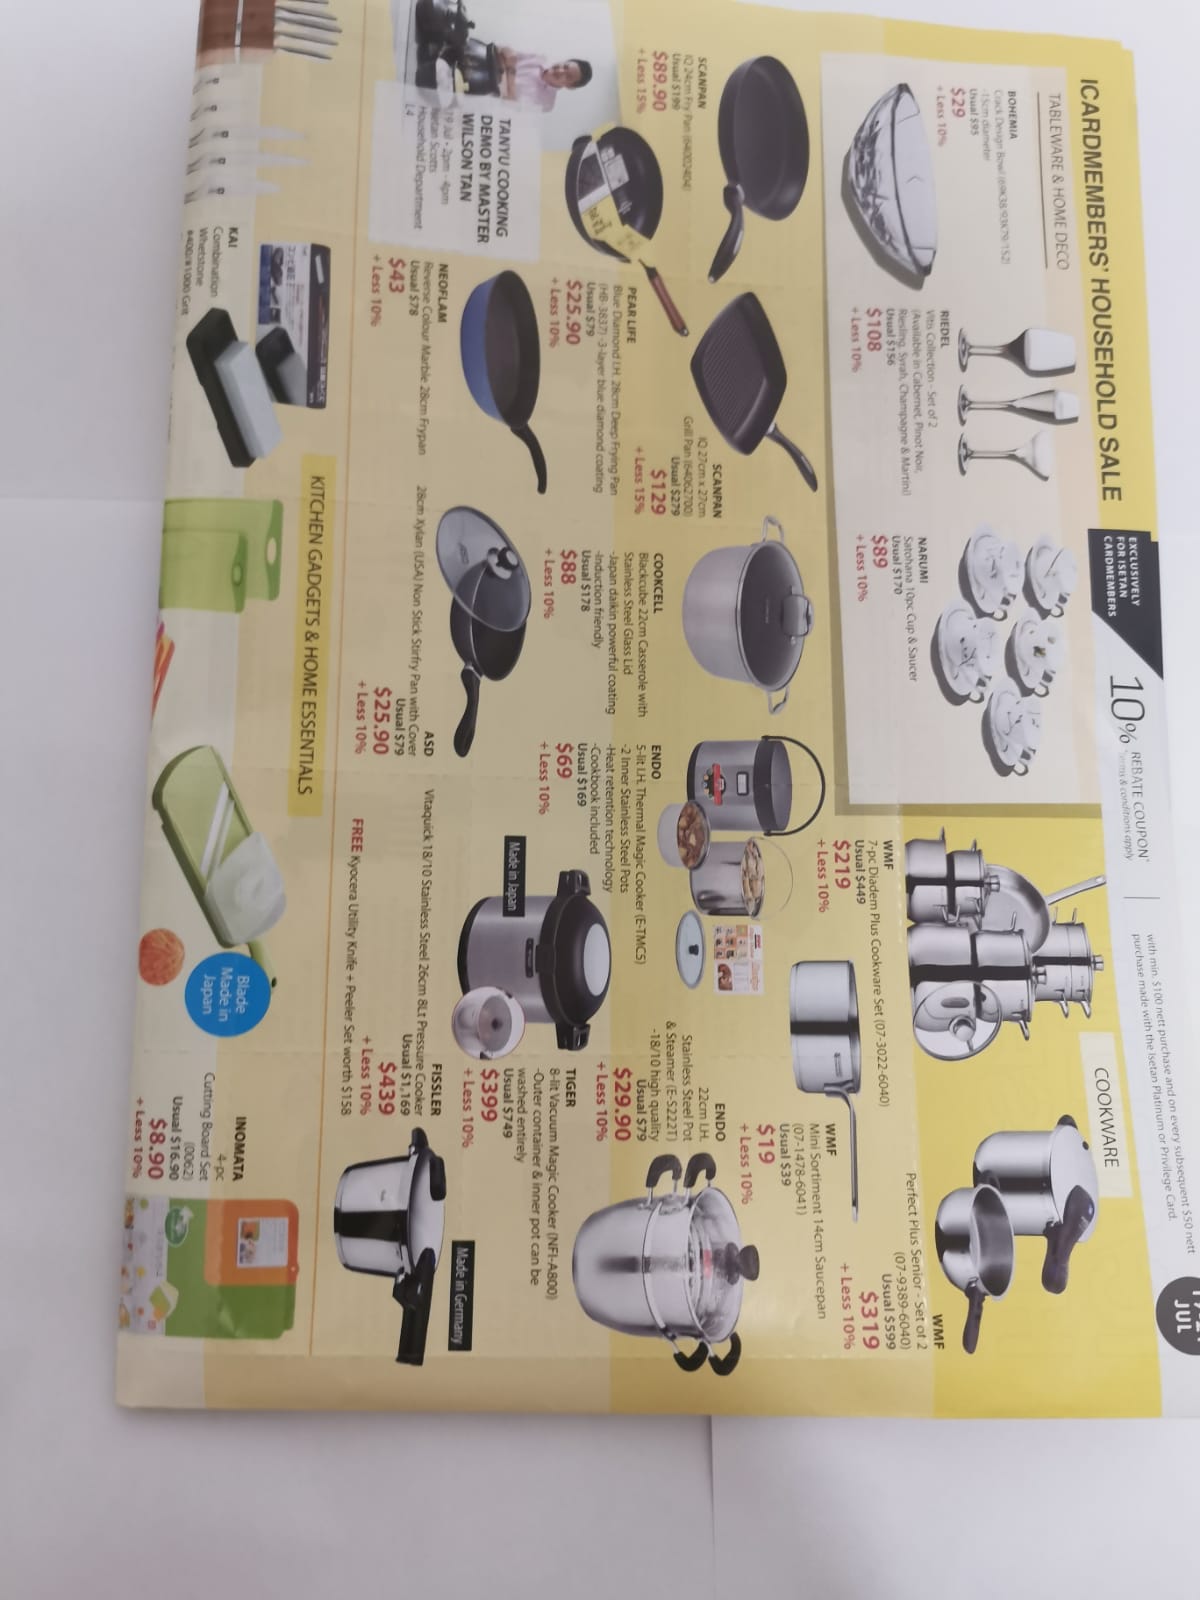 ICARDMEMBERS' HOUSEHOLD SALE
EXCLUSIVELY
FOR ISETAN
CARDMEMBERS
10%
REBATE COUPON*
*terms & conditions apply
with min. $100 nett purchase and on every subsequent $50 nett
purchase made with the Isetan Platinum or Privilege Card.
JUL
TABLEWARE & HOME DECO
BOHEMIA
Crack Design Bowl (69K38/93K79/152)
-15cm diameter
Usual $95
$29
+ Less 10%
RIEDEL
Vitis Collection - Set of 2
(Available in Cabernet, Pinot Noir,
Riesling, Syrah, Champagne & Martini)
Usual $156
$108
+ Less 10%
NARUMI
Satohana 10pc Cup & Saucer
Usual $170
$89
+ Less 10%
COOKWARE
WMF
7-pc Diadem Plus Cookware Set (07-3022-6040)
Usual $449
$219
+ Less 10%
WMF
Perfect Plus Senior - Set of 2
(07-9389-6040)
Usual $599
$319
+ Less 10%
WMF
Mini Sortiment 14cm Saucepan
(07-1478-6041)
Usual $39
$19
+ Less 10%
SCANPAN
IQ 24cm Fry Pan (64002404)
Usual $199
$89.90
+ Less 15%
SCANPAN
IQ 27cm x 27cm
Grill Pan (64062700)
Usual $279
$129
+ Less 15%
COOKCELL
Blackcube 22cm Casserole with
Stainless Steel Glass Lid
-Japan daikin powerful coating
-Induction friendly
Usual $178
$88
+ Less 10%
ENDO
5-lit I.H. Thermal Magic Cooker (E-TMC5)
-2 Inner Stainless Steel Pots
-Heat retention technology
-Cookbook included
Usual $169
$69
+ Less 10%
ENDO
22cm I.H.
Stainless Steel Pot
& Steamer (E-S222T)
-18/10 high quality
Usual $79
$29.90
+ Less 10%
TANYU COOKING
DEMO BY MASTER
WILSON TAN
19 Jul - 2pm - 4pm
Isetan Scotts
Household Department
L4
PEAR LIFE
Blue Diamond I.H. 28cm Deep Frying Pan
(HB-3837) -3-layer blue diamond coating
Usual $79
$25.90
+ Less 10%
NEOFLAM
Reverse Colour Marble 28cm Frypan
Usual $78
$43
+ Less 10%
ASD
28cm Xylan (USA) Non Stick Stirfry Pan with Cover
Usual $79
$25.90
+ Less 10%
Made in Japan
TIGER
8-lit Vacuum Magic Cooker (NFI-A800)
-Outer container & inner pot can be
washed entirely
Usual $749
$399
+ Less 10%
Made in Germany
FISSLER
Vitaquick 18/10 Stainless Steel 26cm 8Lt Pressure Cooker
Usual $1,169
$439
+ Less 10%
FREE Kyocera Utility Knife + Peeler Set worth $158
KITCHEN GADGETS & HOME ESSENTIALS
KAI
Combination
Whetstone
#400/#1000 Grit
Blade
Made in
Japan
INOMATA
4-pc
Cutting Board Set
(0062)
Usual $16.90
$8.90
+ Less 10%